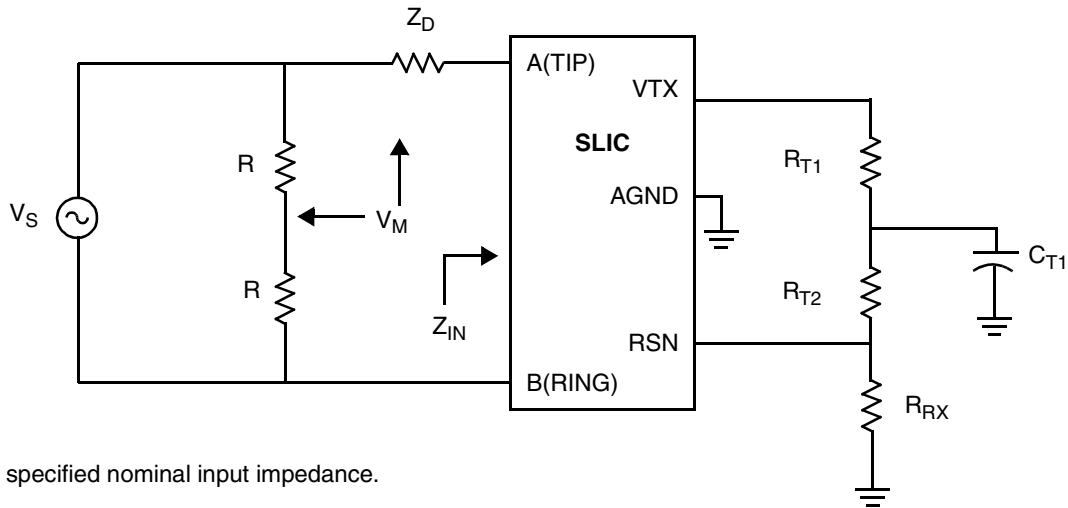 Z_D
A(TIP)
VTX
SLIC
R_T1
R
AGND
V_S
V_M
C_T1
R
R_T2
Z_IN
RSN
B(RING)
R_RX
specified nominal input impedance.